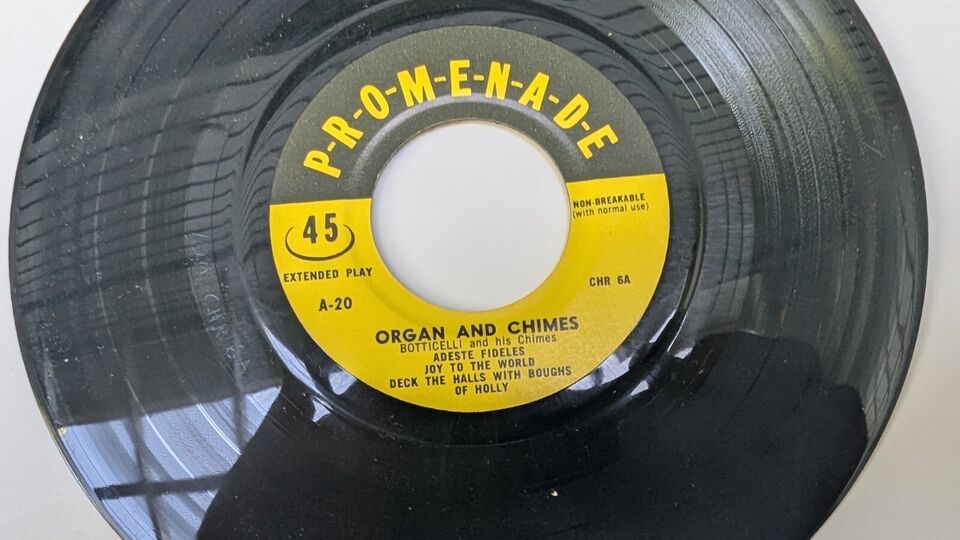 P-R-O-M-E-N-A-D-E
NON-BREAKABLE
(with normal use)
45
EXTENDED PLAY
A-20
CHR 6A
ORGAN AND CHIMES
BOTTICELLI and his Chimes
ADESTE FIDELES
JOY TO THE WORLD
DECK THE HALLS WITH BOUGHS
OF HOLLY